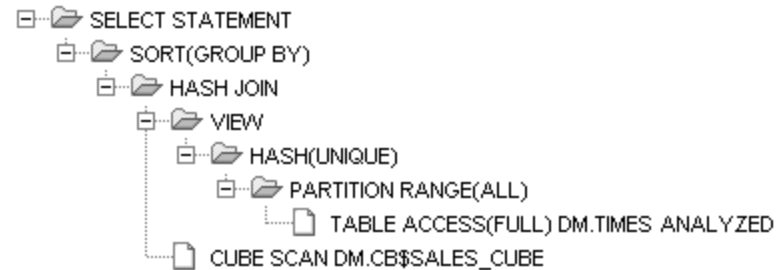 SELECT STATEMENT
SORT(GROUP BY)
HASH JOIN
VIEW
HASH(UNIQUE)
PARTITION RANGE(ALL)
TABLE ACCESS(FULL) DM.TIMES ANALYZED
CUBE SCAN DM.CB$SALES_CUBE